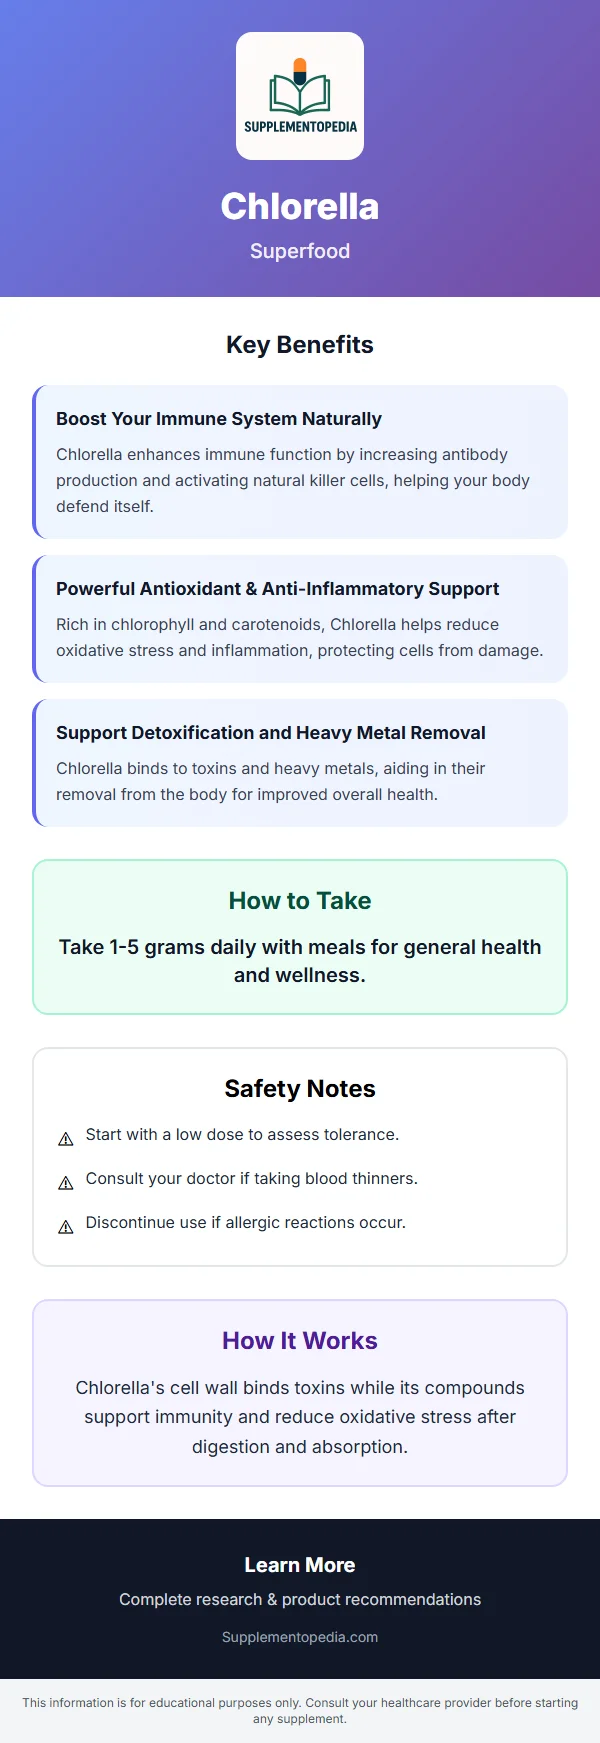 SUPPLEMENTOPEDIA
Chlorella
Superfood
Key Benefits
Boost Your Immune System Naturally
Chlorella enhances immune function by increasing antibody
production and activating natural killer cells, helping your body
defend itself.
Powerful Antioxidant & Anti-Inflammatory Support
Rich in chlorophyll and carotenoids, Chlorella helps reduce
oxidative stress and inflammation, protecting cells from damage.
Support Detoxification and Heavy Metal Removal
Chlorella binds to toxins and heavy metals, aiding in their
removal from the body for improved overall health.
How to Take
Take 1-5 grams daily with meals for general health
and wellness.
Safety Notes
⚠ Start with a low dose to assess tolerance.
⚠ Consult your doctor if taking blood thinners.
⚠ Discontinue use if allergic reactions occur.
How It Works
Chlorella's cell wall binds toxins while its compounds
support immunity and reduce oxidative stress after
digestion and absorption.
Learn More
Complete research & product recommendations
Supplementopedia.com
This information is for educational purposes only. Consult your healthcare provider before starting
any supplement.